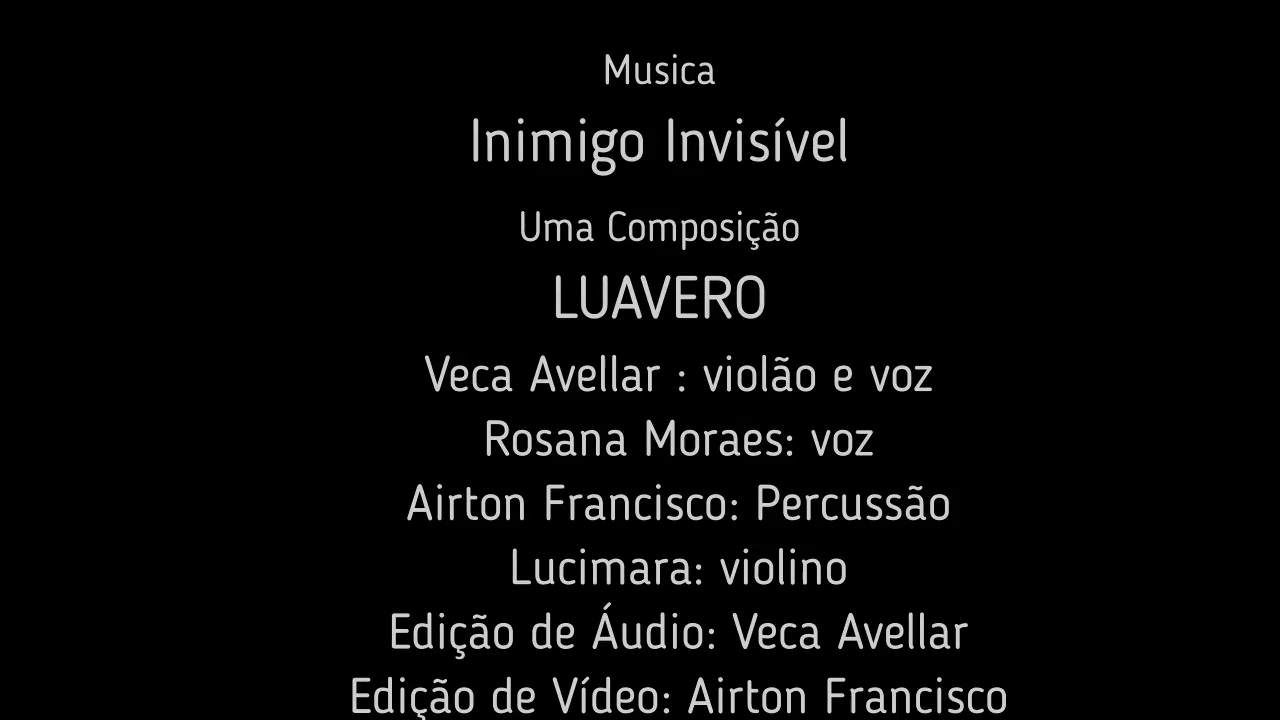 Musica
Inimigo Invisível
Uma Composição
LUAVERO
Veca Avellar : violão e voz
Rosana Moraes: voz
Airton Francisco: Percussão
Lucimara: violino
Edição de Áudio: Veca Avellar
Edição de Vídeo: Airton Francisco